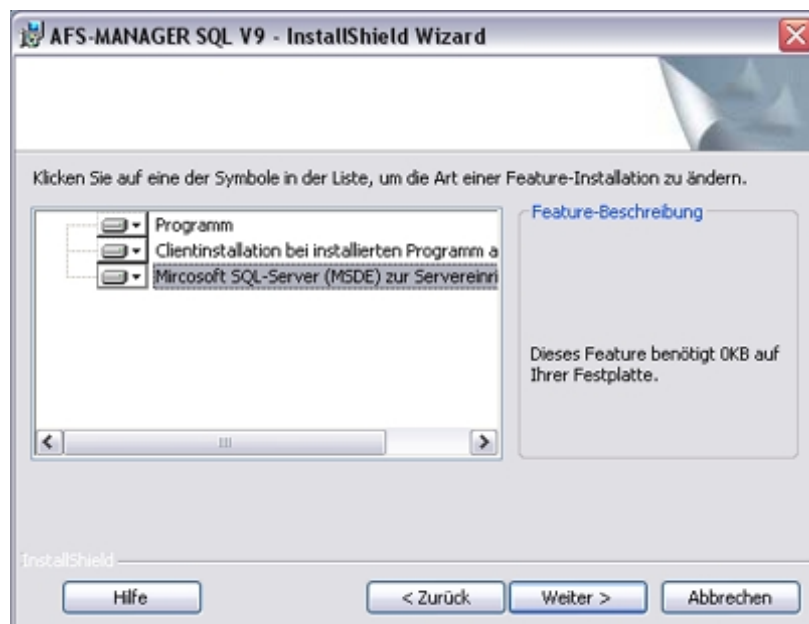 AFS-MANAGER SQL V9 - InstallShield Wizard
Klicken Sie auf eine der Symbole in der Liste, um die Art einer Feature-Installation zu ändern.
Programm
Clientinstallation bei installierten Programm a
Mircosoft SQL-Server (MSDE) zur Servereinri
Feature-Beschreibung
Dieses Feature benötigt 0KB auf
Ihrer Festplatte.
InstallShield
Hilfe
< Zurück
Weiter >
Abbrechen